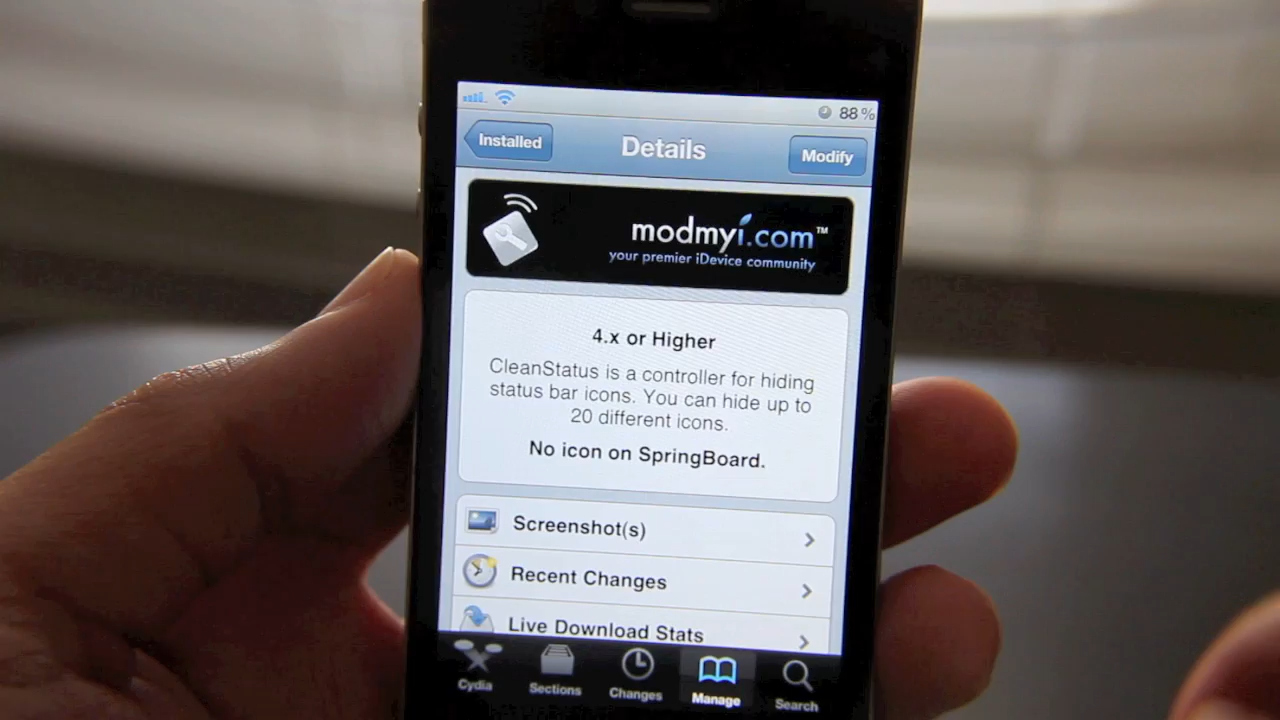 88%
Installed
Details
Modify
modmyi.com™
your premier iDevice community
4.x or Higher
CleanStatus is a controller for hiding
status bar icons. You can hide up to
20 different icons.
No icon on SpringBoard.
Screenshot(s)
Recent Changes
Live Download Stats
Cydia
Sections
Changes
Manage
Search